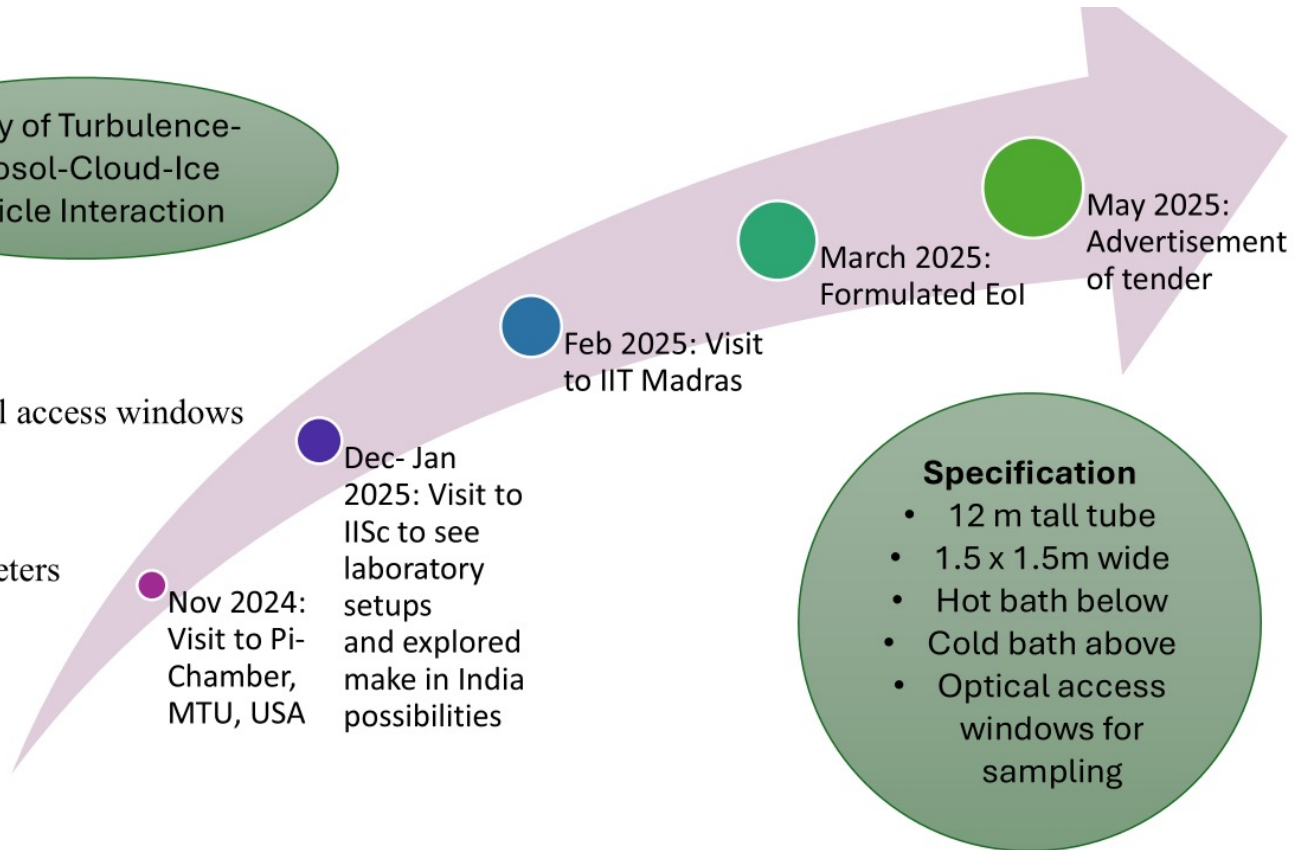 y of Turbulence-
osol-Cloud-Ice
icle Interaction
l access windows
eters
Nov 2024:
Visit to Pi-
Chamber,
MTU, USA
Dec- Jan
2025: Visit to
IISc to see
laboratory
setups
and explored
make in India
possibilities
Feb 2025: Visit
to IIT Madras
March 2025:
Formulated EoI
May 2025:
Advertisement
of tender
Specification
• 12 m tall tube
• 1.5 x 1.5m wide
• Hot bath below
• Cold bath above
• Optical access
windows for
sampling